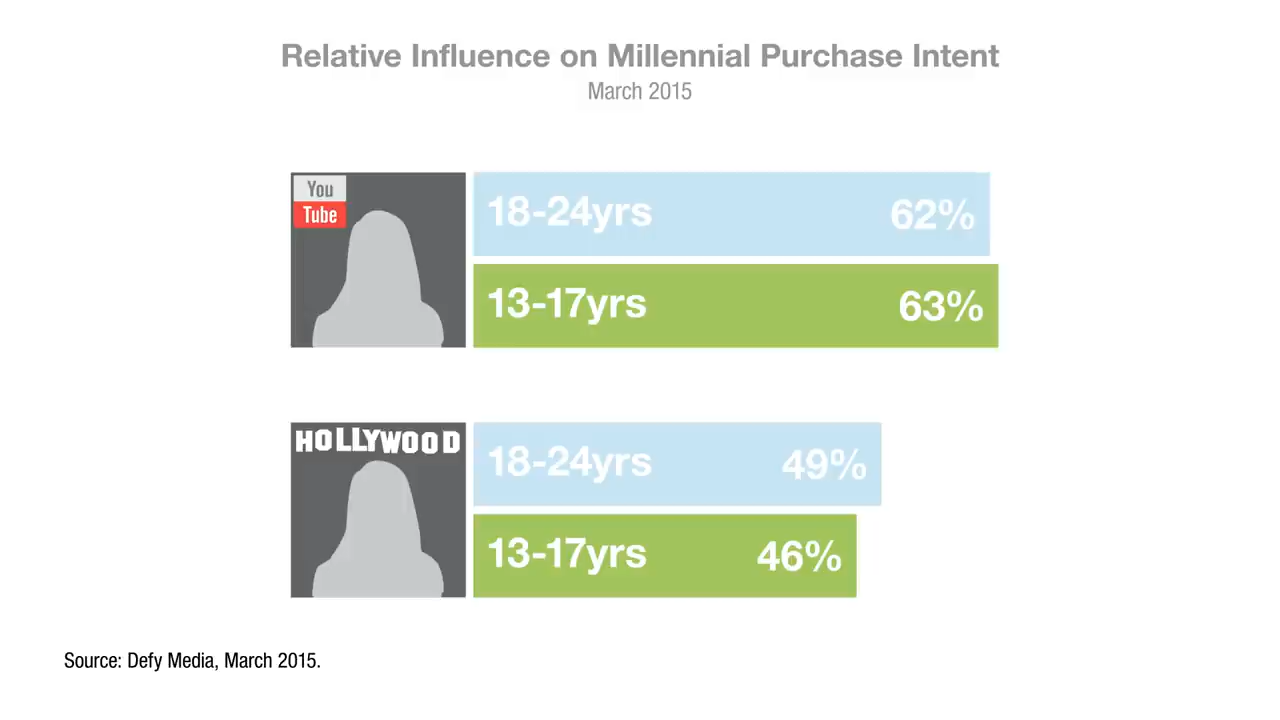 Relative Influence on Millennial Purchase Intent
March 2015
You
Tube
18-24yrs 62%
13-17yrs 63%
HOLLYWOOD
18-24yrs 49%
13-17yrs 46%
Source: Defy Media, March 2015.